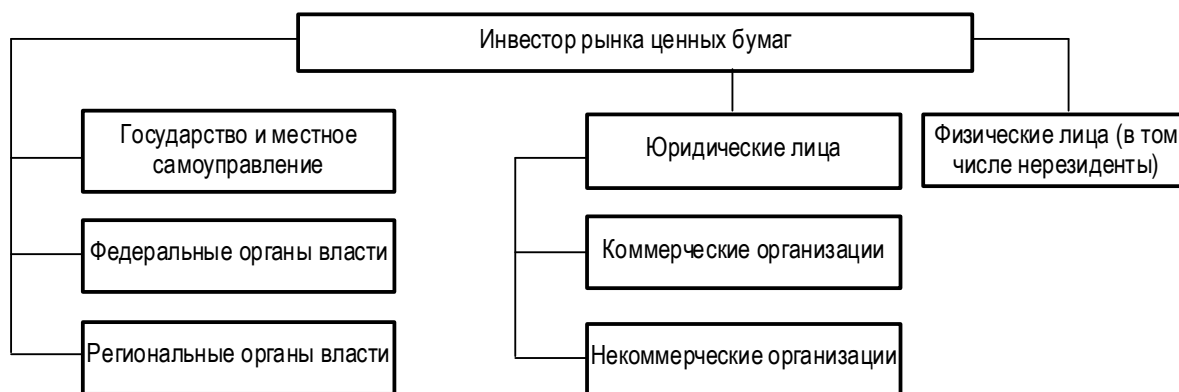 Инвестор рынка ценных бумаг
Государство и местное
самоуправление
Федеральные органы власти
Региональные органы власти
Юридические лица
Коммерческие организации
Некоммерческие организации
Физические лица (в том
числе нерезиденты)